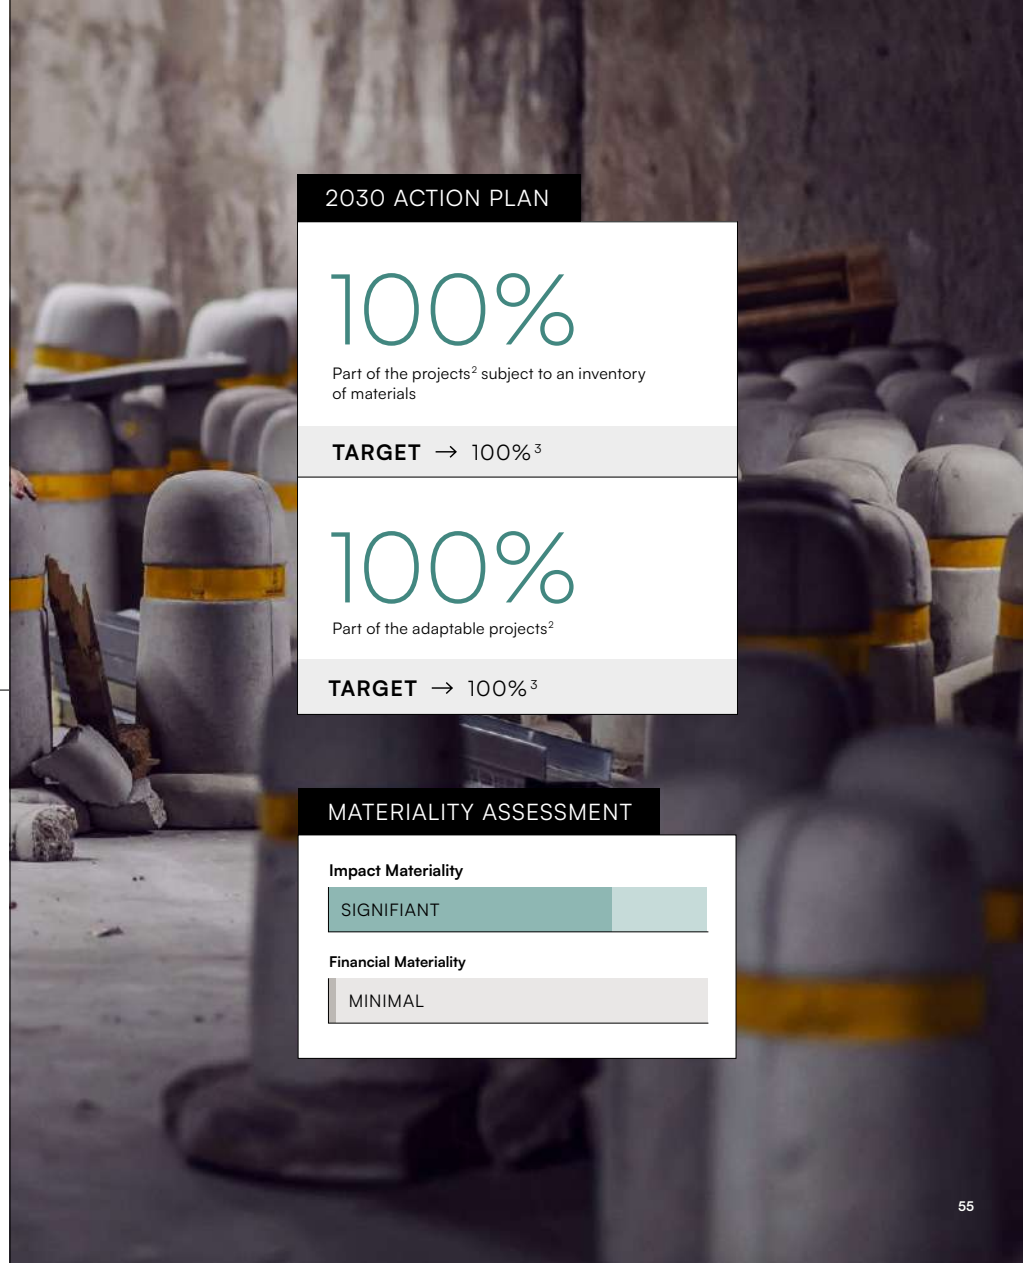 2030 ACTION PLAN
100%
Part of the projects² subject to an inventory
of materials
TARGET → 100%³
100%
Part of the adaptable projects²
TARGET → 100%³
MATERIALITY ASSESSMENT
Impact Materiality
SIGNIFIANT
Financial Materiality
MINIMAL
55